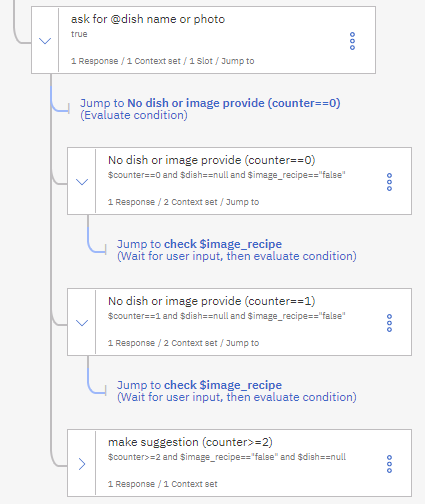 ask for @dish name or photo
true
1 Response / 1 Context set / 1 Slot / Jump to
Jump to No dish or image provide (counter==0)
(Evaluate condition)
No dish or image provide (counter==0)
$counter==0 and $dish==null and $image_recipe=="false"
1 Response / 2 Context set / Jump to
Jump to check $image_recipe
(Wait for user input, then evaluate condition)
No dish or image provide (counter==1)
$counter==1 and $dish==null and $image_recipe=="false"
1 Response / 2 Context set / Jump to
Jump to check $image_recipe
(Wait for user input, then evaluate condition)
make suggestion (counter>=2)
$counter>=2 and $image_recipe=="false" and $dish==null
1 Response / 1 Context set